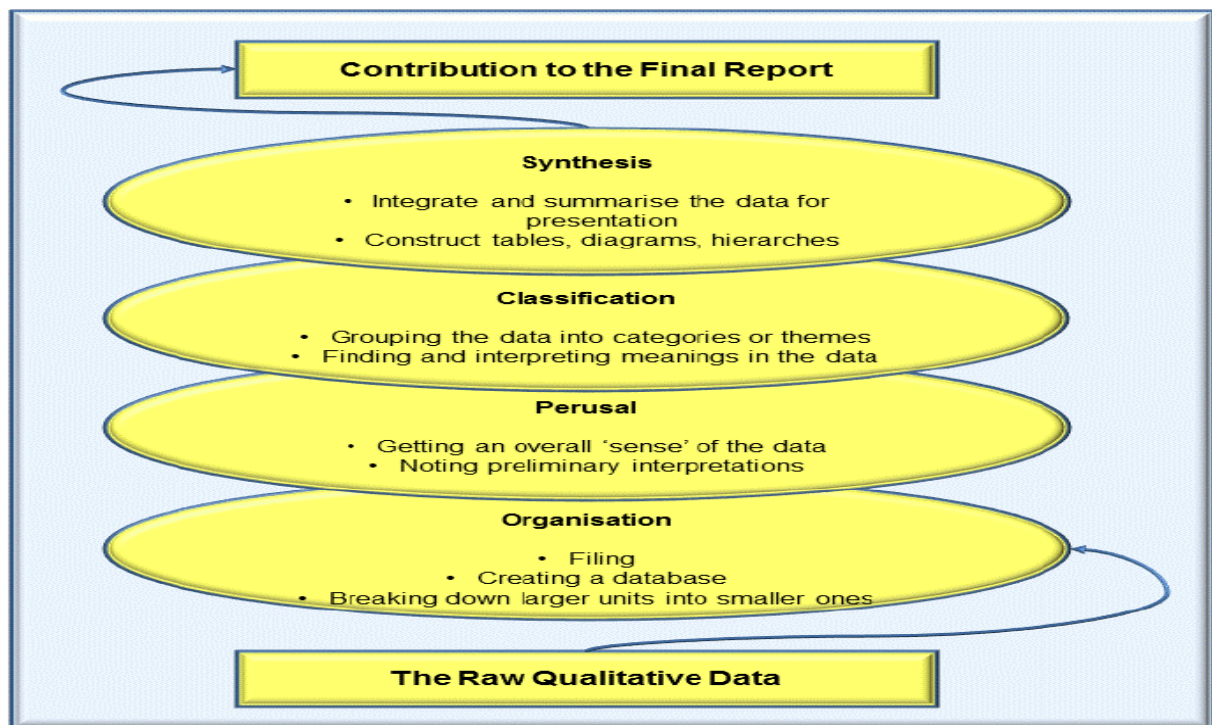 Contribution to the Final Report
Synthesis
• Integrate and summarise the data for
presentation
• Construct tables, diagrams, hierarches
Classification
• Grouping the data into categories or themes
• Finding and interpreting meanings in the data
Perusal
• Getting an overall ‘sense’ of the data
• Noting preliminary interpretations
Organisation
• Filing
• Creating a database
• Breaking down larger units into smaller ones
The Raw Qualitative Data